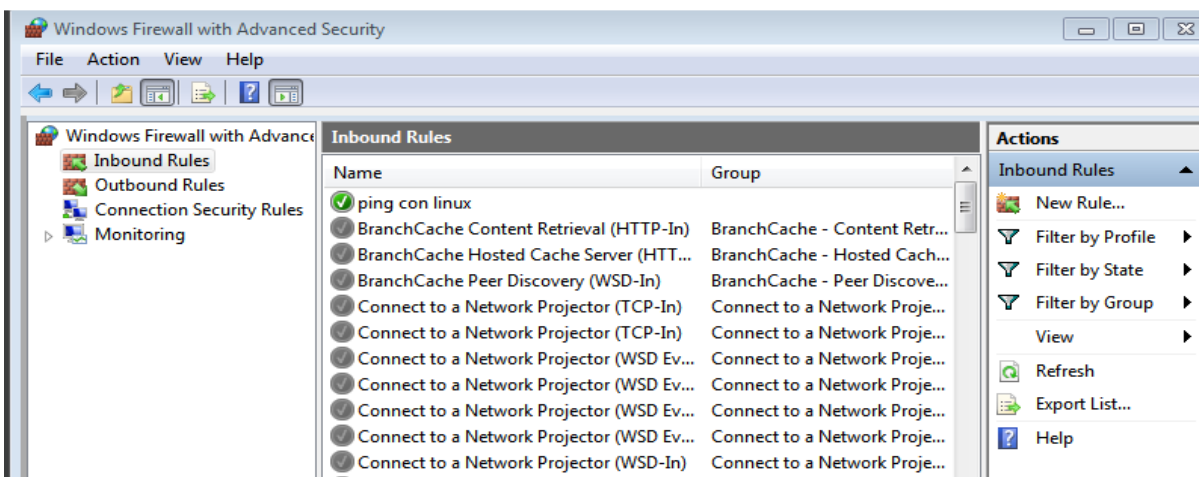 Windows Firewall with Advanced Security
File Action View Help
Windows Firewall with Advance
Inbound Rules
Outbound Rules
Connection Security Rules
Monitoring
Inbound Rules
Name Group
ping con linux
BranchCache Content Retrieval (HTTP-In) BranchCache - Content Retr...
BranchCache Hosted Cache Server (HTT... BranchCache - Hosted Cach...
BranchCache Peer Discovery (WSD-In) BranchCache - Peer Discove...
Connect to a Network Projector (TCP-In) Connect to a Network Proje...
Connect to a Network Projector (TCP-In) Connect to a Network Proje...
Connect to a Network Projector (WSD Ev... Connect to a Network Proje...
Connect to a Network Projector (WSD Ev... Connect to a Network Proje...
Connect to a Network Projector (WSD Ev... Connect to a Network Proje...
Connect to a Network Projector (WSD Ev... Connect to a Network Proje...
Connect to a Network Projector (WSD-In) Connect to a Network Proje...
Actions
Inbound Rules
New Rule...
Filter by Profile
Filter by State
Filter by Group
View
Refresh
Export List...
Help